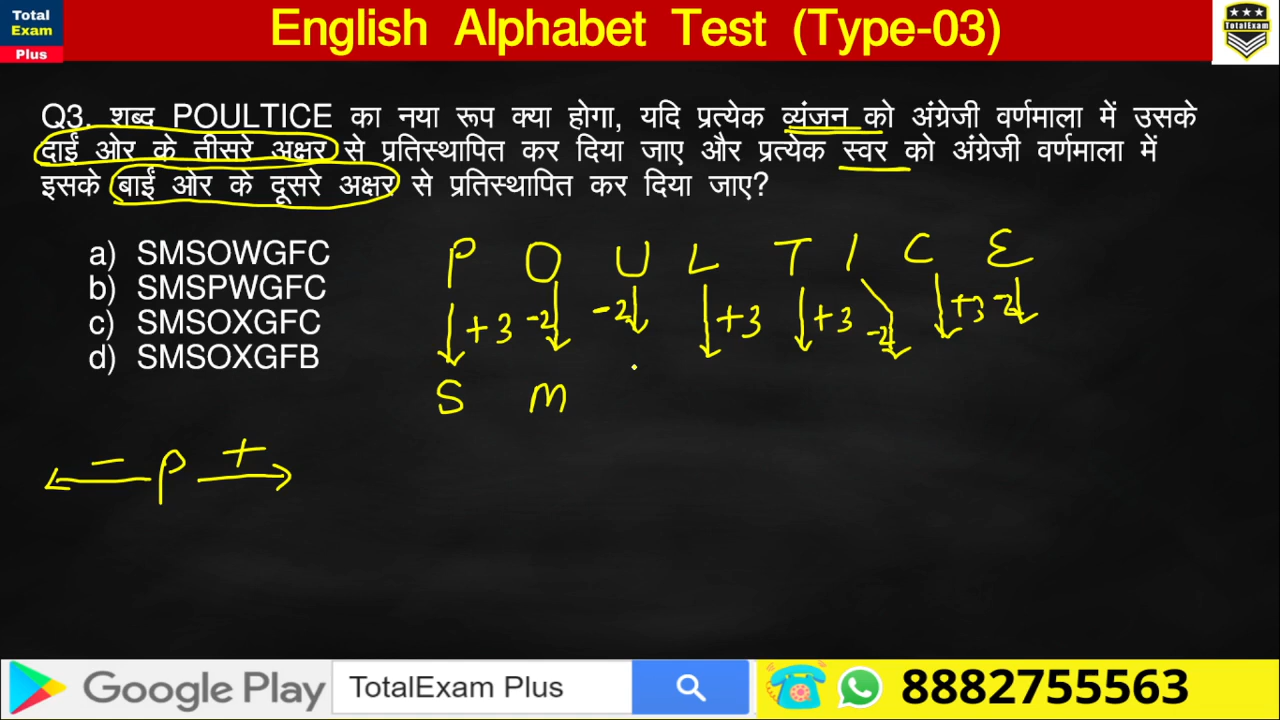 Total
Exam
Plus
English Alphabet Test (Type-03)
TotalExam
Q3. शब्द POULTICE का नया रूप क्या होगा, यदि प्रत्येक व्यंजन को अंग्रेजी वर्णमाला में उसके
दाईं ओर के तीसरे अक्षर से प्रतिस्थापित कर दिया जाए और प्रत्येक स्वर को अंग्रेजी वर्णमाला में
इसके बाईं ओर के दूसरे अक्षर से प्रतिस्थापित कर दिया जाए?
a) SMSOWGFC
b) SMSPWGFC
c) SMSOXGFC
d) SMSOXGFB
P O U L T I C E
+3 -2 -2 +3 +3 -2 +3 -2
S M
- P +
Google Play
TotalExam Plus
8882755563